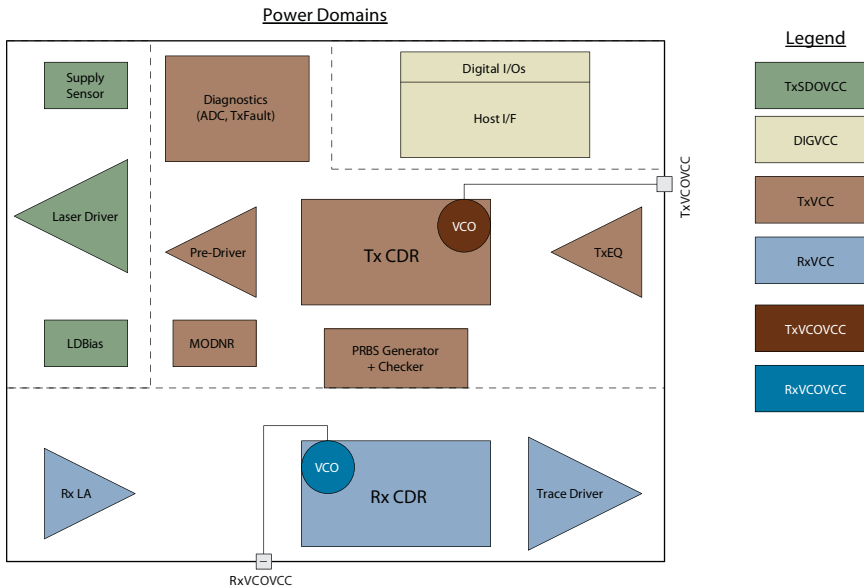 Power Domains
Legend
Supply
Sensor
Diagnostics
(ADC, TxFault)
Digital I/Os
Host I/F
TxSDOVCC
DIGVCC
TxVCC
RxVCC
TxVCOVCC
RxVCOVCC
TxVCOVCC
Laser Driver
Pre-Driver
Tx CDR
VCO
TxEQ
LDBias
MODNR
PRBS Generator
+ Checker
Rx LA
VCO
Rx CDR
Trace Driver
RxVCOVCC